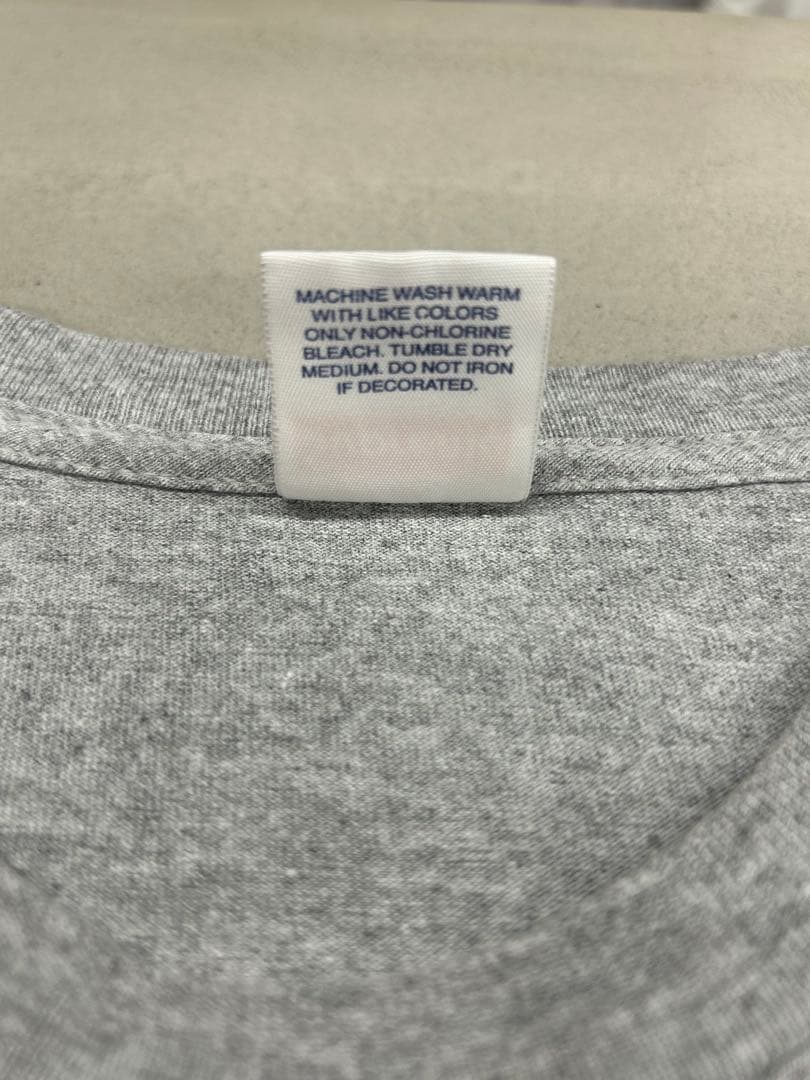 MACHINE WASH WARM
WITH LIKE COLORS
ONLY NON-CHLORINE
BLEACH. TUMBLE DRY
MEDIUM. DO NOT IRON
IF DECORATED.